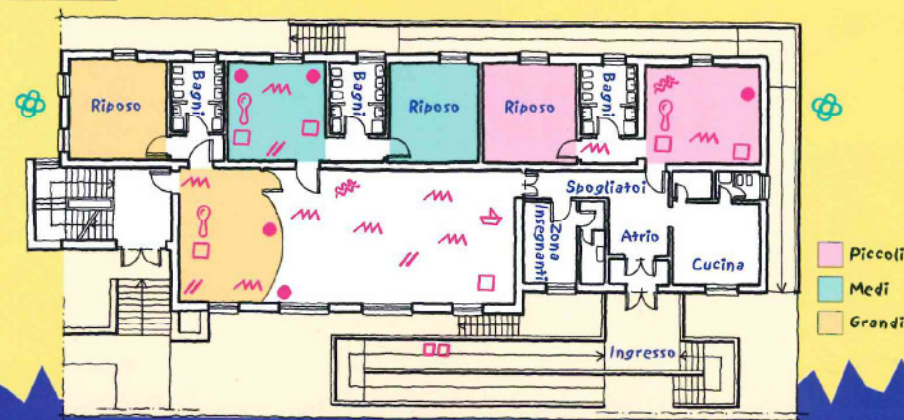 Riposo
Bagni
Bagni
Riposo
Riposo
Bagni
Spogliatoi
Zona
Insegnanti
Atrio
Cucina
Ingresso
Piccoli
Medi
Grandi